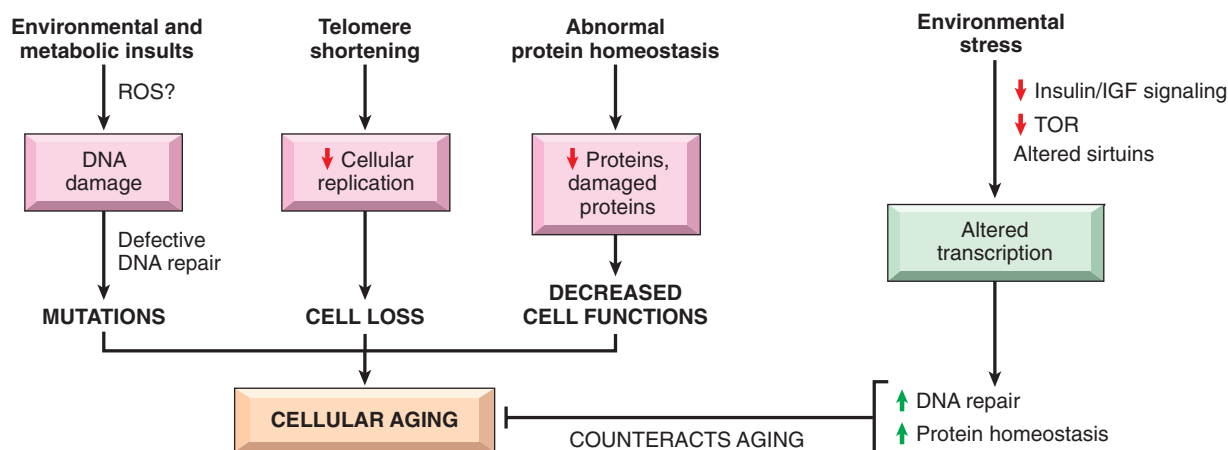 Environmental and
metabolic insults
ROS?
DNA
damage
Defective
DNA repair
MUTATIONS
Telomere
shortening
Cellular
replication
CELL LOSS
Abnormal
protein homeostasis
Proteins,
damaged
proteins
DECREASED
CELL FUNCTIONS
CELLULAR AGING
Environmental
stress
Insulin/IGF signaling
TOR
Altered sirtuins
Altered
transcription
DNA repair
Protein homeostasis
COUNTERACTS AGING